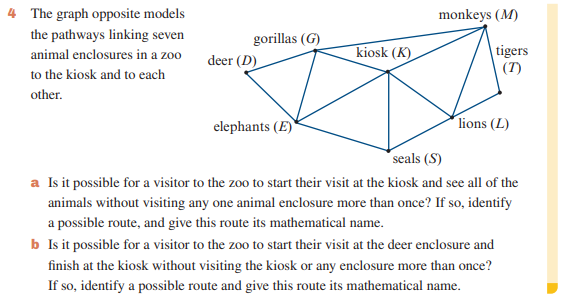 4 The graph opposite models
the pathways linking seven
animal enclosures in a zoo
to the kiosk and to each
other.
monkeys (M)
gorillas (G)
kiosk (K)
tigers
(T)
deer (D)
elephants (E)
lions (L)
seals (S)
a Is it possible for a visitor to the zoo to start their visit at the kiosk and see all of the
animals without visiting any one animal enclosure more than once? If so, identify
a possible route, and give this route its mathematical name.
b Is it possible for a visitor to the zoo to start their visit at the deer enclosure and
finish at the kiosk without visiting the kiosk or any enclosure more than once?
If so, identify a possible route and give this route its mathematical name.